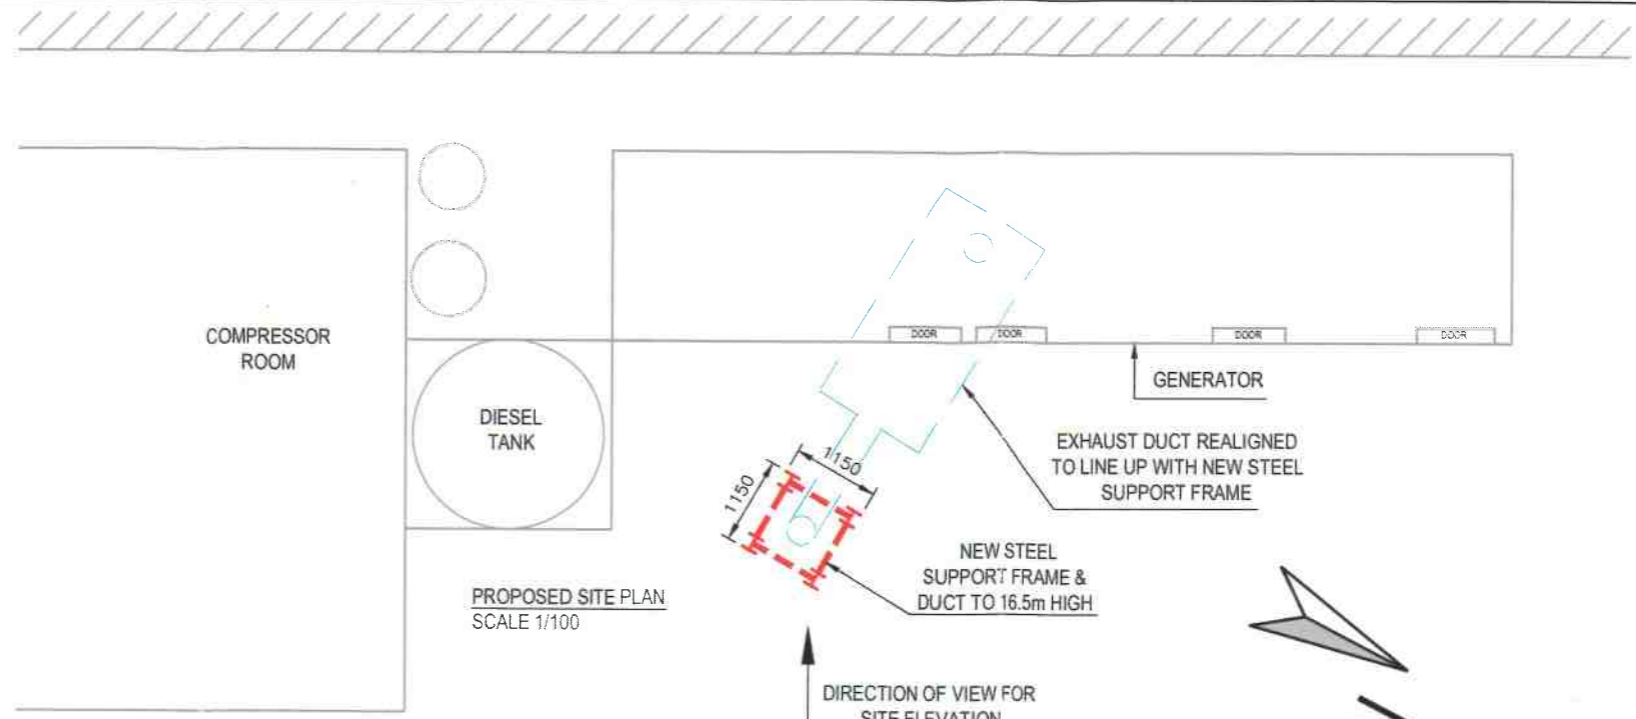 COMPRESSOR
ROOM
DIESEL
TANK
DOOR
DOOR
DOOR
DOOR
GENERATOR
EXHAUST DUCT REALIGNED
TO LINE UP WITH NEW STEEL
SUPPORT FRAME
1150
1150
NEW STEEL
SUPPORT FRAME &
DUCT TO 16.5m HIGH
PROPOSED SITE PLAN
SCALE 1/100
DIRECTION OF VIEW FOR
SITE ELEVATION